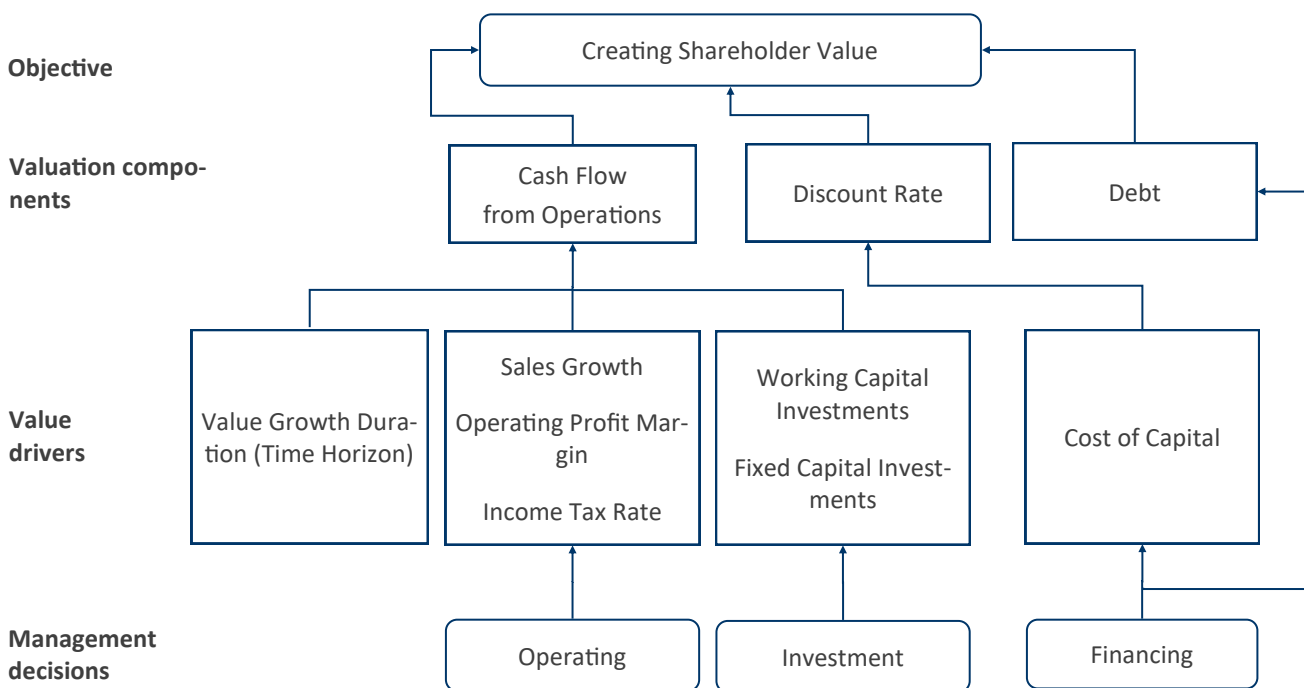 Creating Shareholder Value
Objective
Valuation compo-
nents
Cash Flow
from Operations
Discount Rate
Debt
Value
drivers
Value Growth Dura-
tion (Time Horizon)
Sales Growth
Operating Profit Mar-
gin
Income Tax Rate
Working Capital
Investments
Fixed Capital Invest-
ments
Cost of Capital
Management
decisions
Operating
Investment
Financing